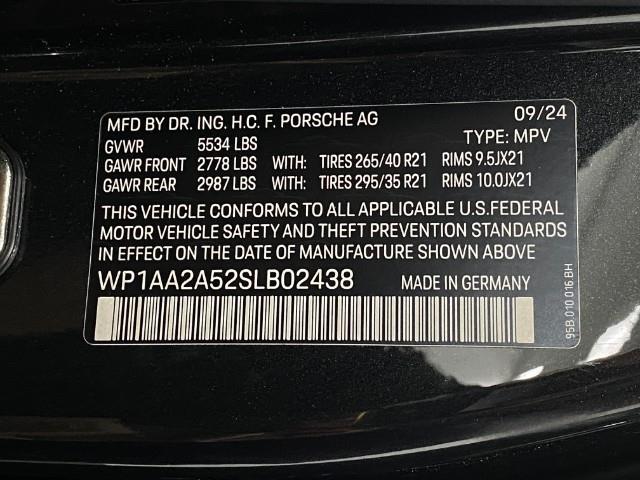 MFD BY DR. ING. H.C. F. PORSCHE AG 09/24
GVWR 5534 LBS TYPE: MPV
GAWR FRONT 2778 LBS WITH: TIRES 265/40 R21 RIMS 9.5JX21
GAWR REAR 2987 LBS WITH: TIRES 295/35 R21 RIMS 10.0JX21
THIS VEHICLE CONFORMS TO ALL APPLICABLE U.S.FEDERAL
MOTOR VEHICLE SAFETY AND THEFT PREVENTION STANDARDS
IN EFFECT ON THE DATE OF MANUFACTURE SHOWN ABOVE
WP1AA2A52SLB02438 MADE IN GERMANY
95B.010.016.BH